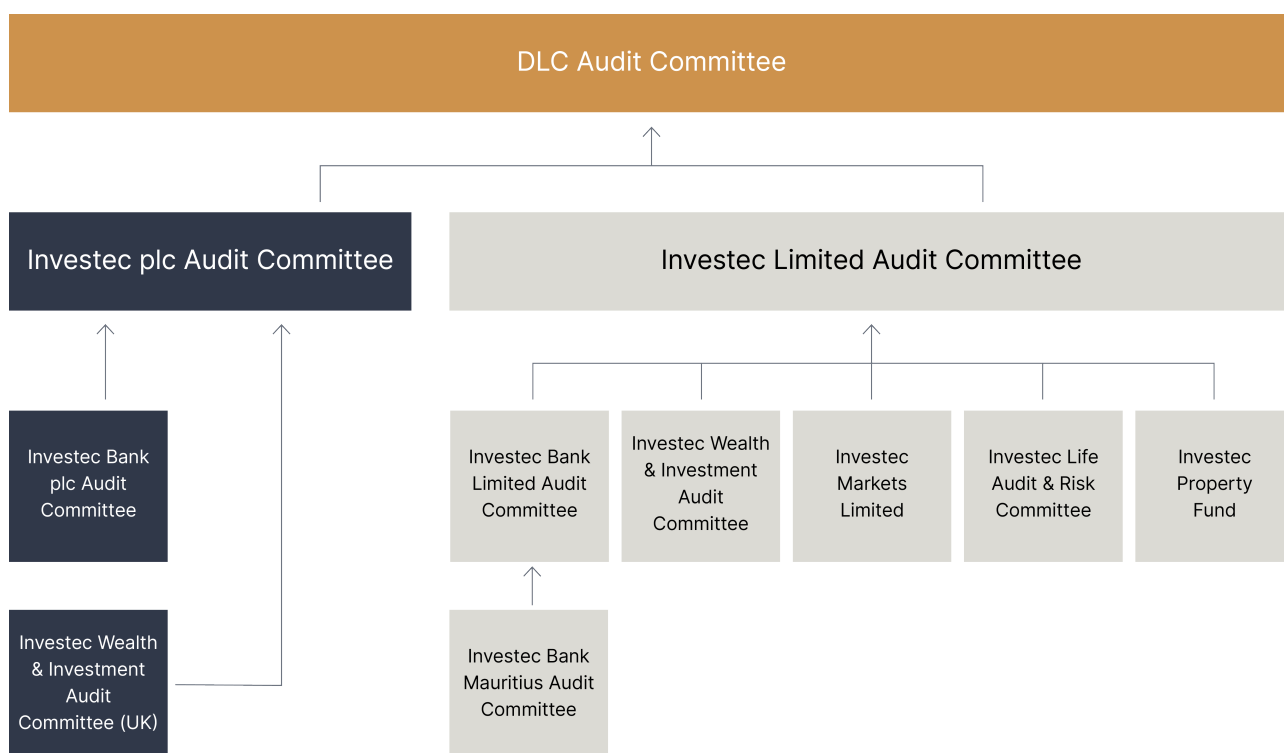 DLC Audit Committee
Investec plc Audit Committee
Investec Limited Audit Committee
Investec Bank
plc Audit
Committee
Investec Bank
Limited Audit
Committee
Investec Wealth
& Investment
Audit
Committee
Investec
Markets
Limited
Investec Life
Audit & Risk
Committee
Investec
Property
Fund
Investec Wealth
& Investment
Audit
Committee (UK)
Investec Bank
Mauritius Audit
Committee